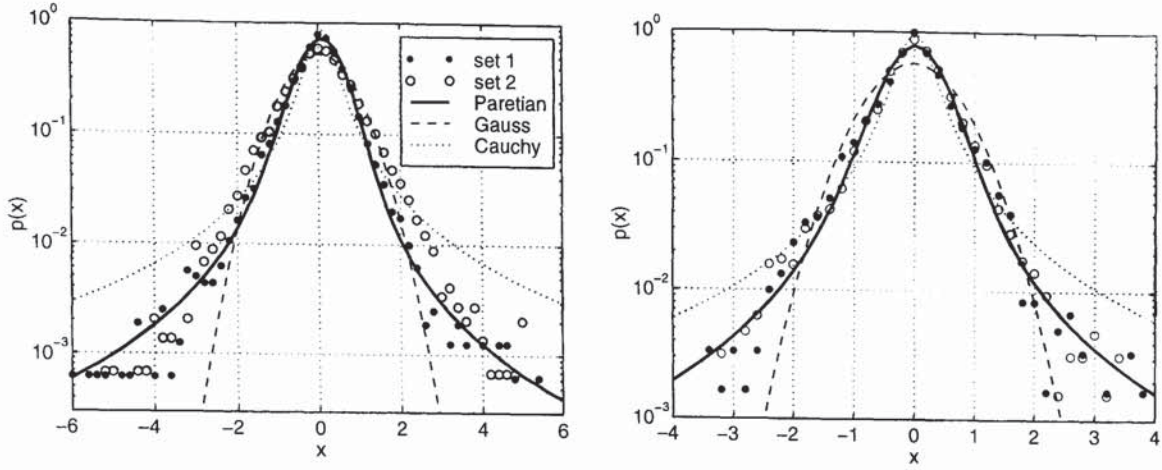 10^0
10^-1
10^-2
10^-3
p(x)
-6 -4 -2 0 2 4 6
x
set 1
set 2
Paretian
Gauss
Cauchy
10^0
10^-1
10^-2
10^-3
p(x)
-4 -3 -2 -1 0 1 2 3 4
x